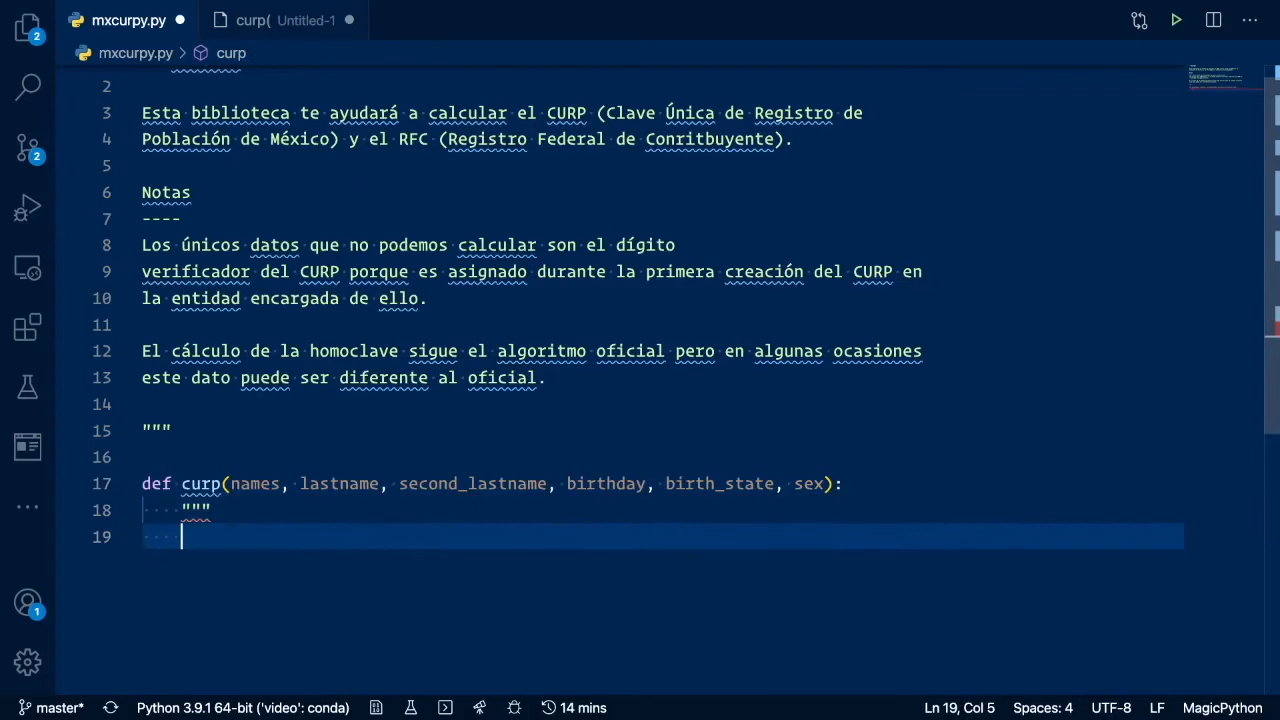 2
mxcurpy.py
curp( Untitled-1
mxcurpy.py > curp
2
2
Esta biblioteca te ayudará a calcular el CURP (Clave Única de Registro de
3
Población de México) y el RFC (Registro Federal de Conritbuyente).
4
5
Notas
6
----
7
Los únicos datos que no podemos calcular son el dígito
8
verificador del CURP porque es asignado durante la primera creación del CURP en
9
la entidad encargada de ello.
10
11
El cálculo de la homoclave sigue el algoritmo oficial pero en algunas ocasiones
12
este dato puede ser diferente al oficial.
13
14
"""
15
16
def curp(names, lastname, second_lastname, birthday, birth_state, sex):
17
"""
18
19
1
master* Python 3.9.1 64-bit ('video': conda) 14 mins Ln 19, Col 5 Spaces: 4 UTF-8 LF MagicPython